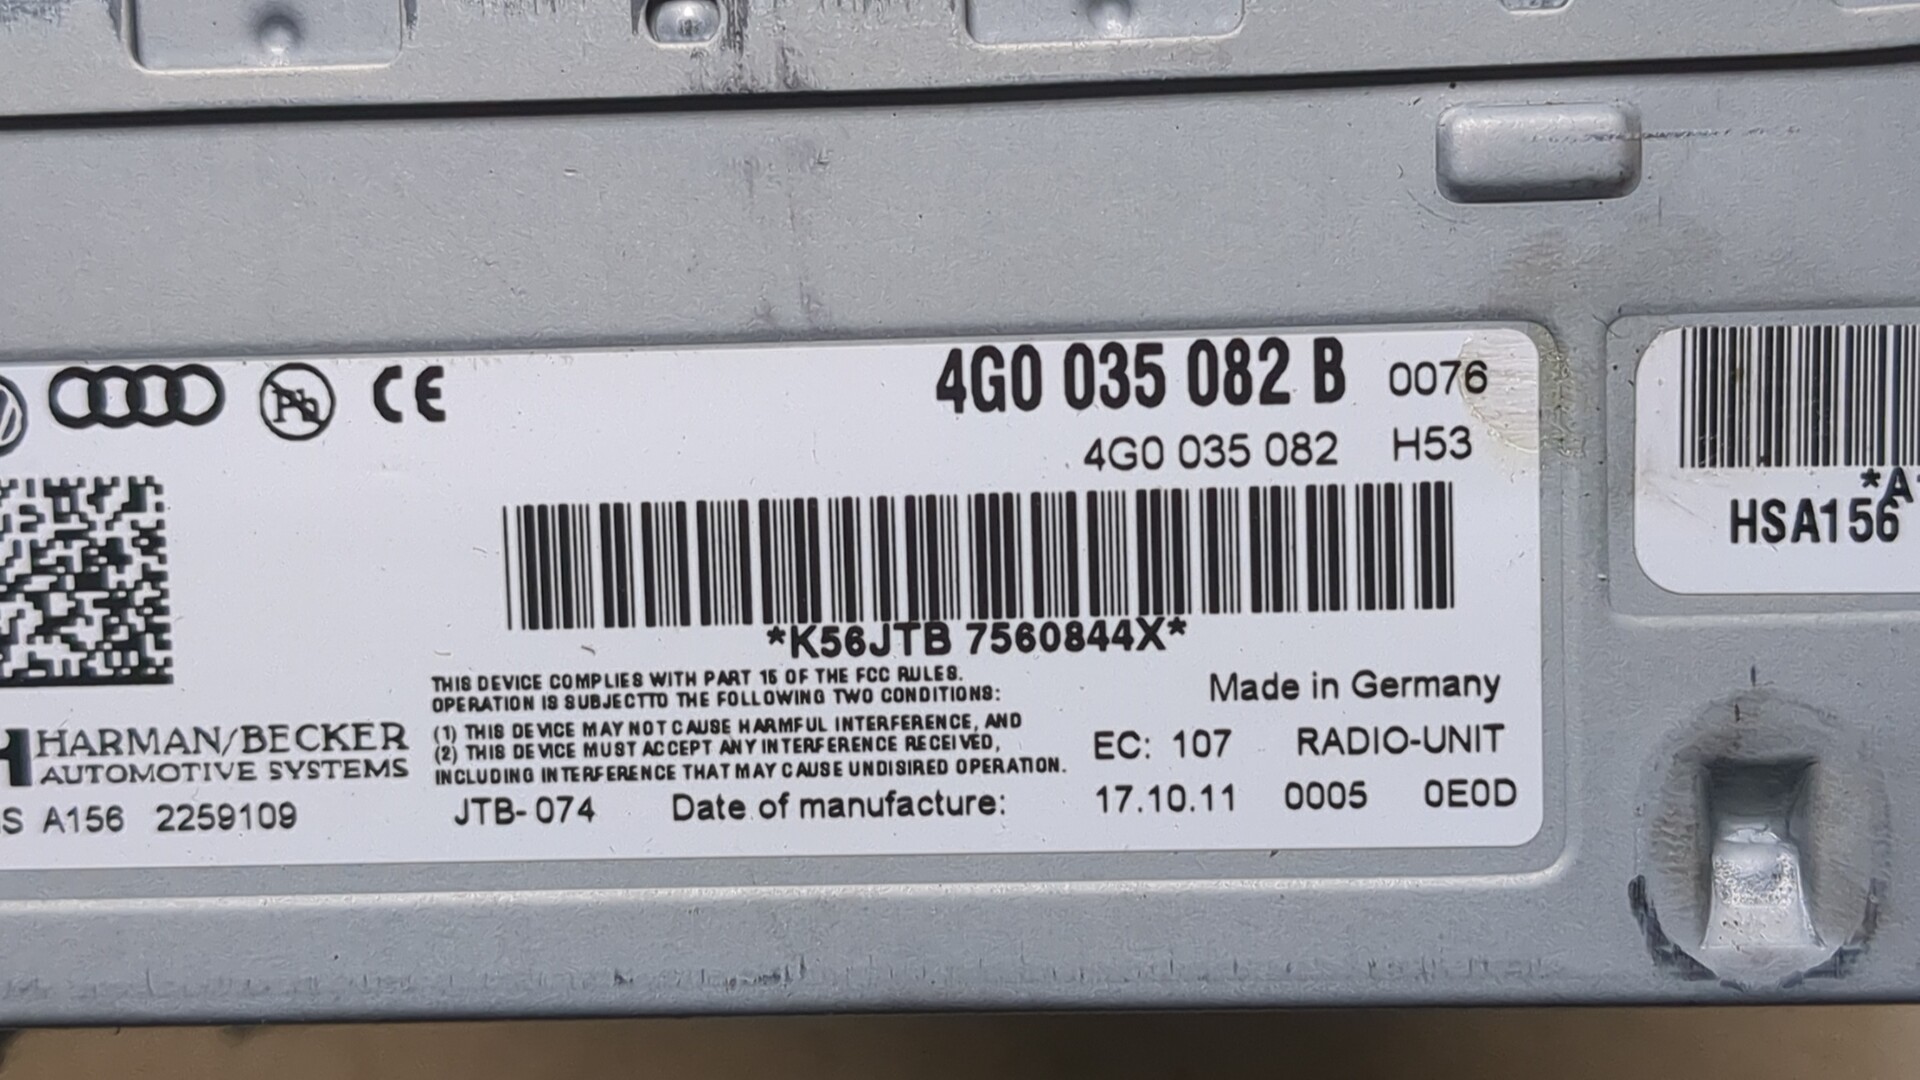 4G0 035 082 B 0076
Pb CE
4G0 035 082 H53
*K56JTB 7560844X*
THIS DEVICE COMPLIES WITH PART 15 OF THE FCC RULES.
OPERATION IS SUBJECTTO THE FOLLOWING TWO CONDITIONS:
(1) THIS DEVICE MAY NOT CAUSE HARMFUL INTERFERENCE, AND
(2) THIS DEVICE MUST ACCEPT ANY INTERFERENCE RECEIVED,
INCLUDING INTERFERENCE THAT MAY CAUSE UNDISIRED OPERATION.
Made in Germany
HARMAN/BECKER
AUTOMOTIVE SYSTEMS
EC: 107 RADIO-UNIT
S A156 2259109
JTB-074 Date of manufacture: 17.10.11 0005 0E0D
*A
HSA156